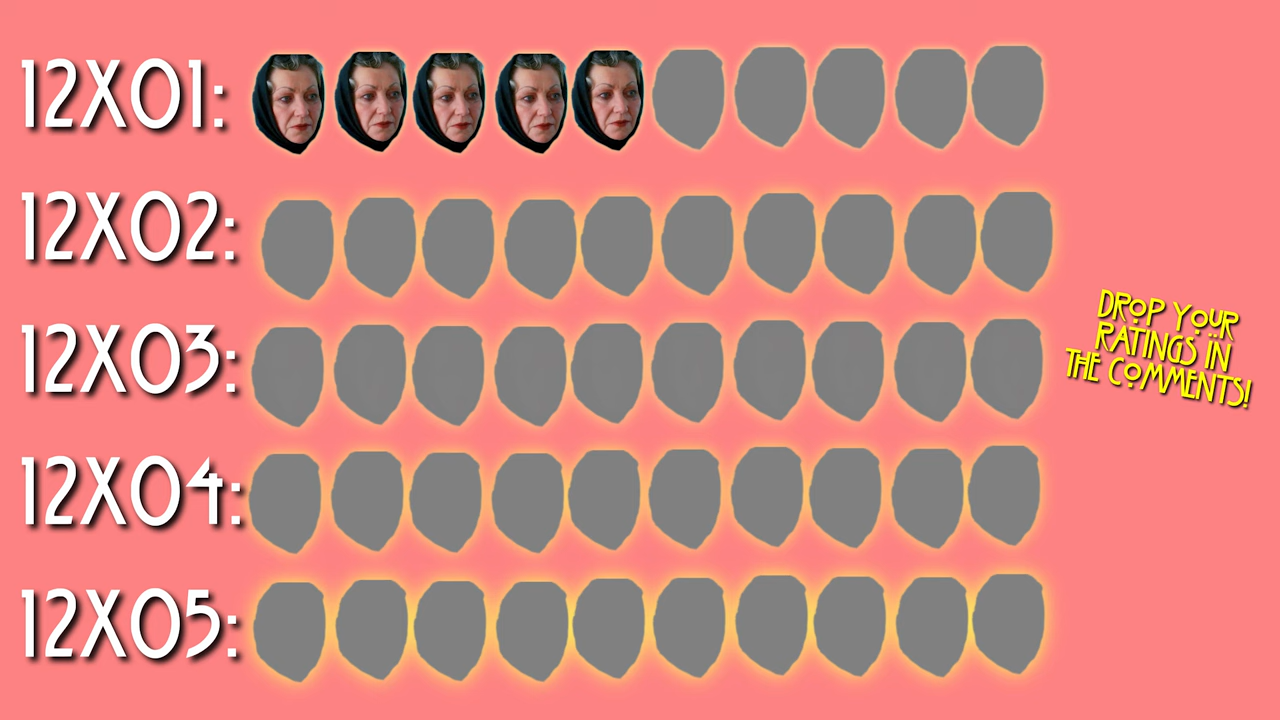 12X01:
12X02:
12X03:
12X04:
12X05:
DROP YOUR
RATINGS IN
THE COMMENTS!